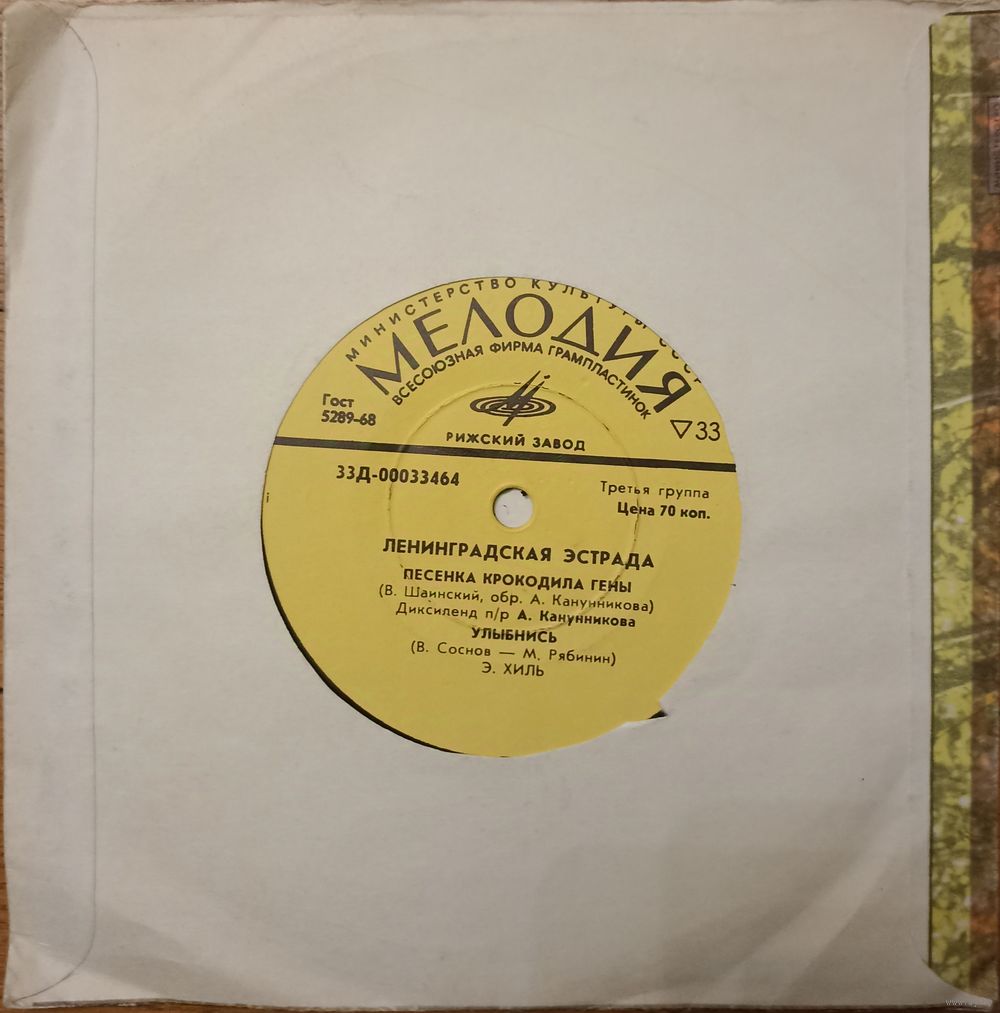 МИНИСТЕРСТВО КУЛЬТУРЫ СССР
МЕЛОДИЯ
ВСЕСОЮЗНАЯ ФИРМА ГРАМПЛАСТИНОК
Гост
5289-68
▽33
РИЖСКИЙ ЗАВОД
33Д-00033464
Третья группа
Цена 70 коп.
ЛЕНИНГРАДСКАЯ ЭСТРАДА
ПЕСЕНКА КРОКОДИЛА ГЕНЫ
(В. Шаинский, обр. А. Канунникова)
Диксиленд п/р А. Канунникова
УЛЫБНИСЬ
(В. Соснов — М. Рябинин)
Э. ХИЛЬ